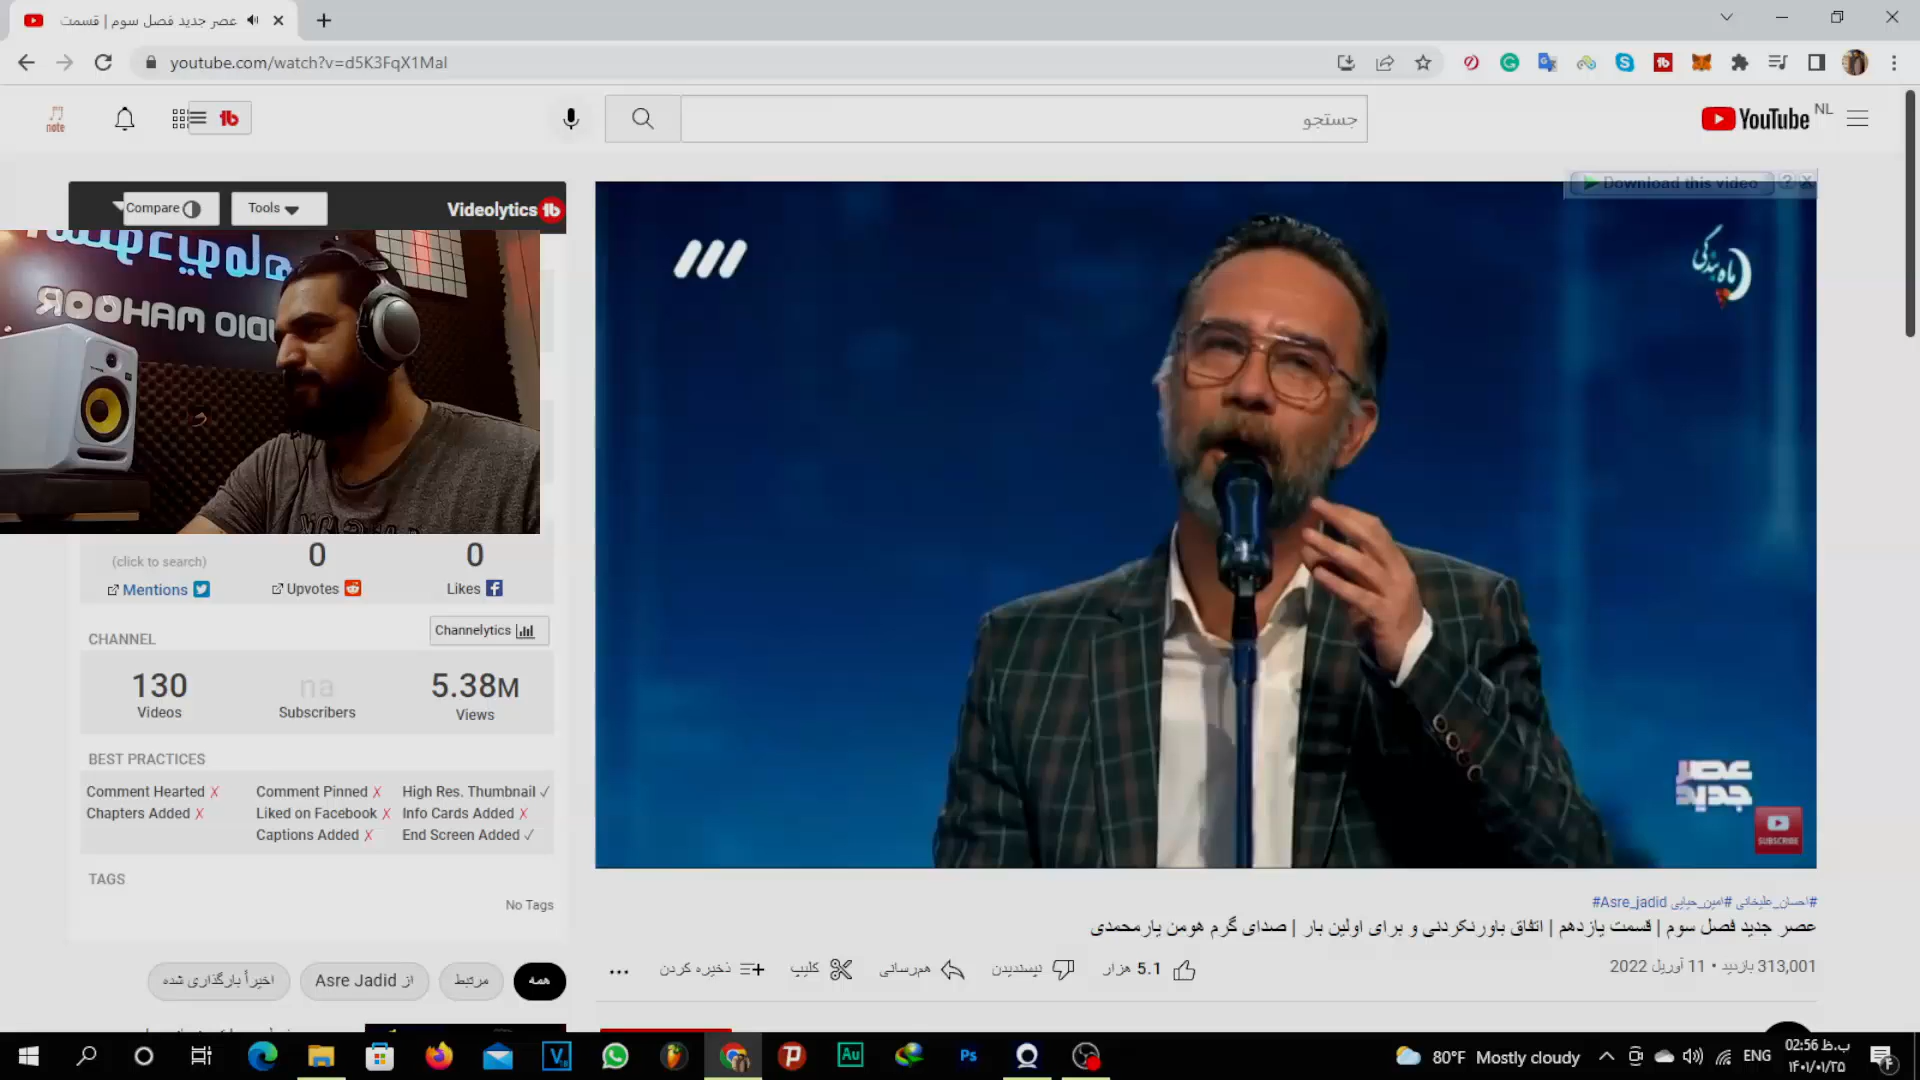 عصر جدید فصل سوم | قسمت
youtube.com/watch?v=d5K3FqX1MaI
note
جستجو
YouTube NL
Compare
Tools
Videolytics
Download this video
ماه بندگی
(click to search)
0
0
Mentions
Upvotes
Likes
CHANNEL
Channelytics
130
na
5.38M
Videos
Subscribers
Views
BEST PRACTICES
Comment Hearted ✗
Comment Pinned ✗
High Res. Thumbnail ✓
Chapters Added ✗
Liked on Facebook ✗
Info Cards Added ✗
Captions Added ✗
End Screen Added ✓
TAGS
No Tags
عصر
جدید
SUBSCRIBE
#احسان_علیخانی #امین_حیایی #Asre_jadid
عصر جدید فصل سوم | قسمت یازدهم | اتفاق باورنکردنی و برای اولین بار | صدای گرم هومن یارمحمدی
313,001 بازدید • 11 آوریل 2022
5.1 هزار
نپسندیدن
هم‌رسانی
کلیپ
ذخیره کردن
همه
مرتبط
از Asre Jadid
اخیراً بارگذاری شده
80°F Mostly cloudy
ENG
02:56 ب.ظ
۱۴۰۱/۰۱/۲۵